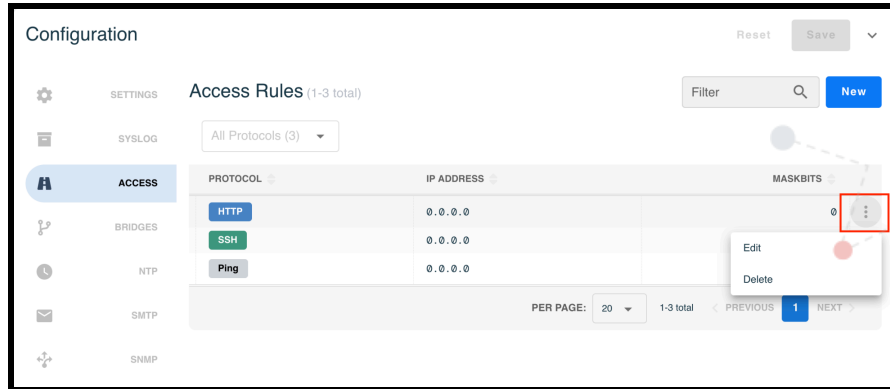 Configuration
Reset
Save
SETTINGS
SYSLOG
ACCESS
BRIDGES
NTP
SMTP
SNMP
Access Rules (1-3 total)
Filter
New
All Protocols (3)
PROTOCOL IP ADDRESS MASKBITS
HTTP 0.0.0.0 0
SSH 0.0.0.0
Ping 0.0.0.0
Edit
Delete
PER PAGE: 20 1-3 total < PREVIOUS 1 NEXT >